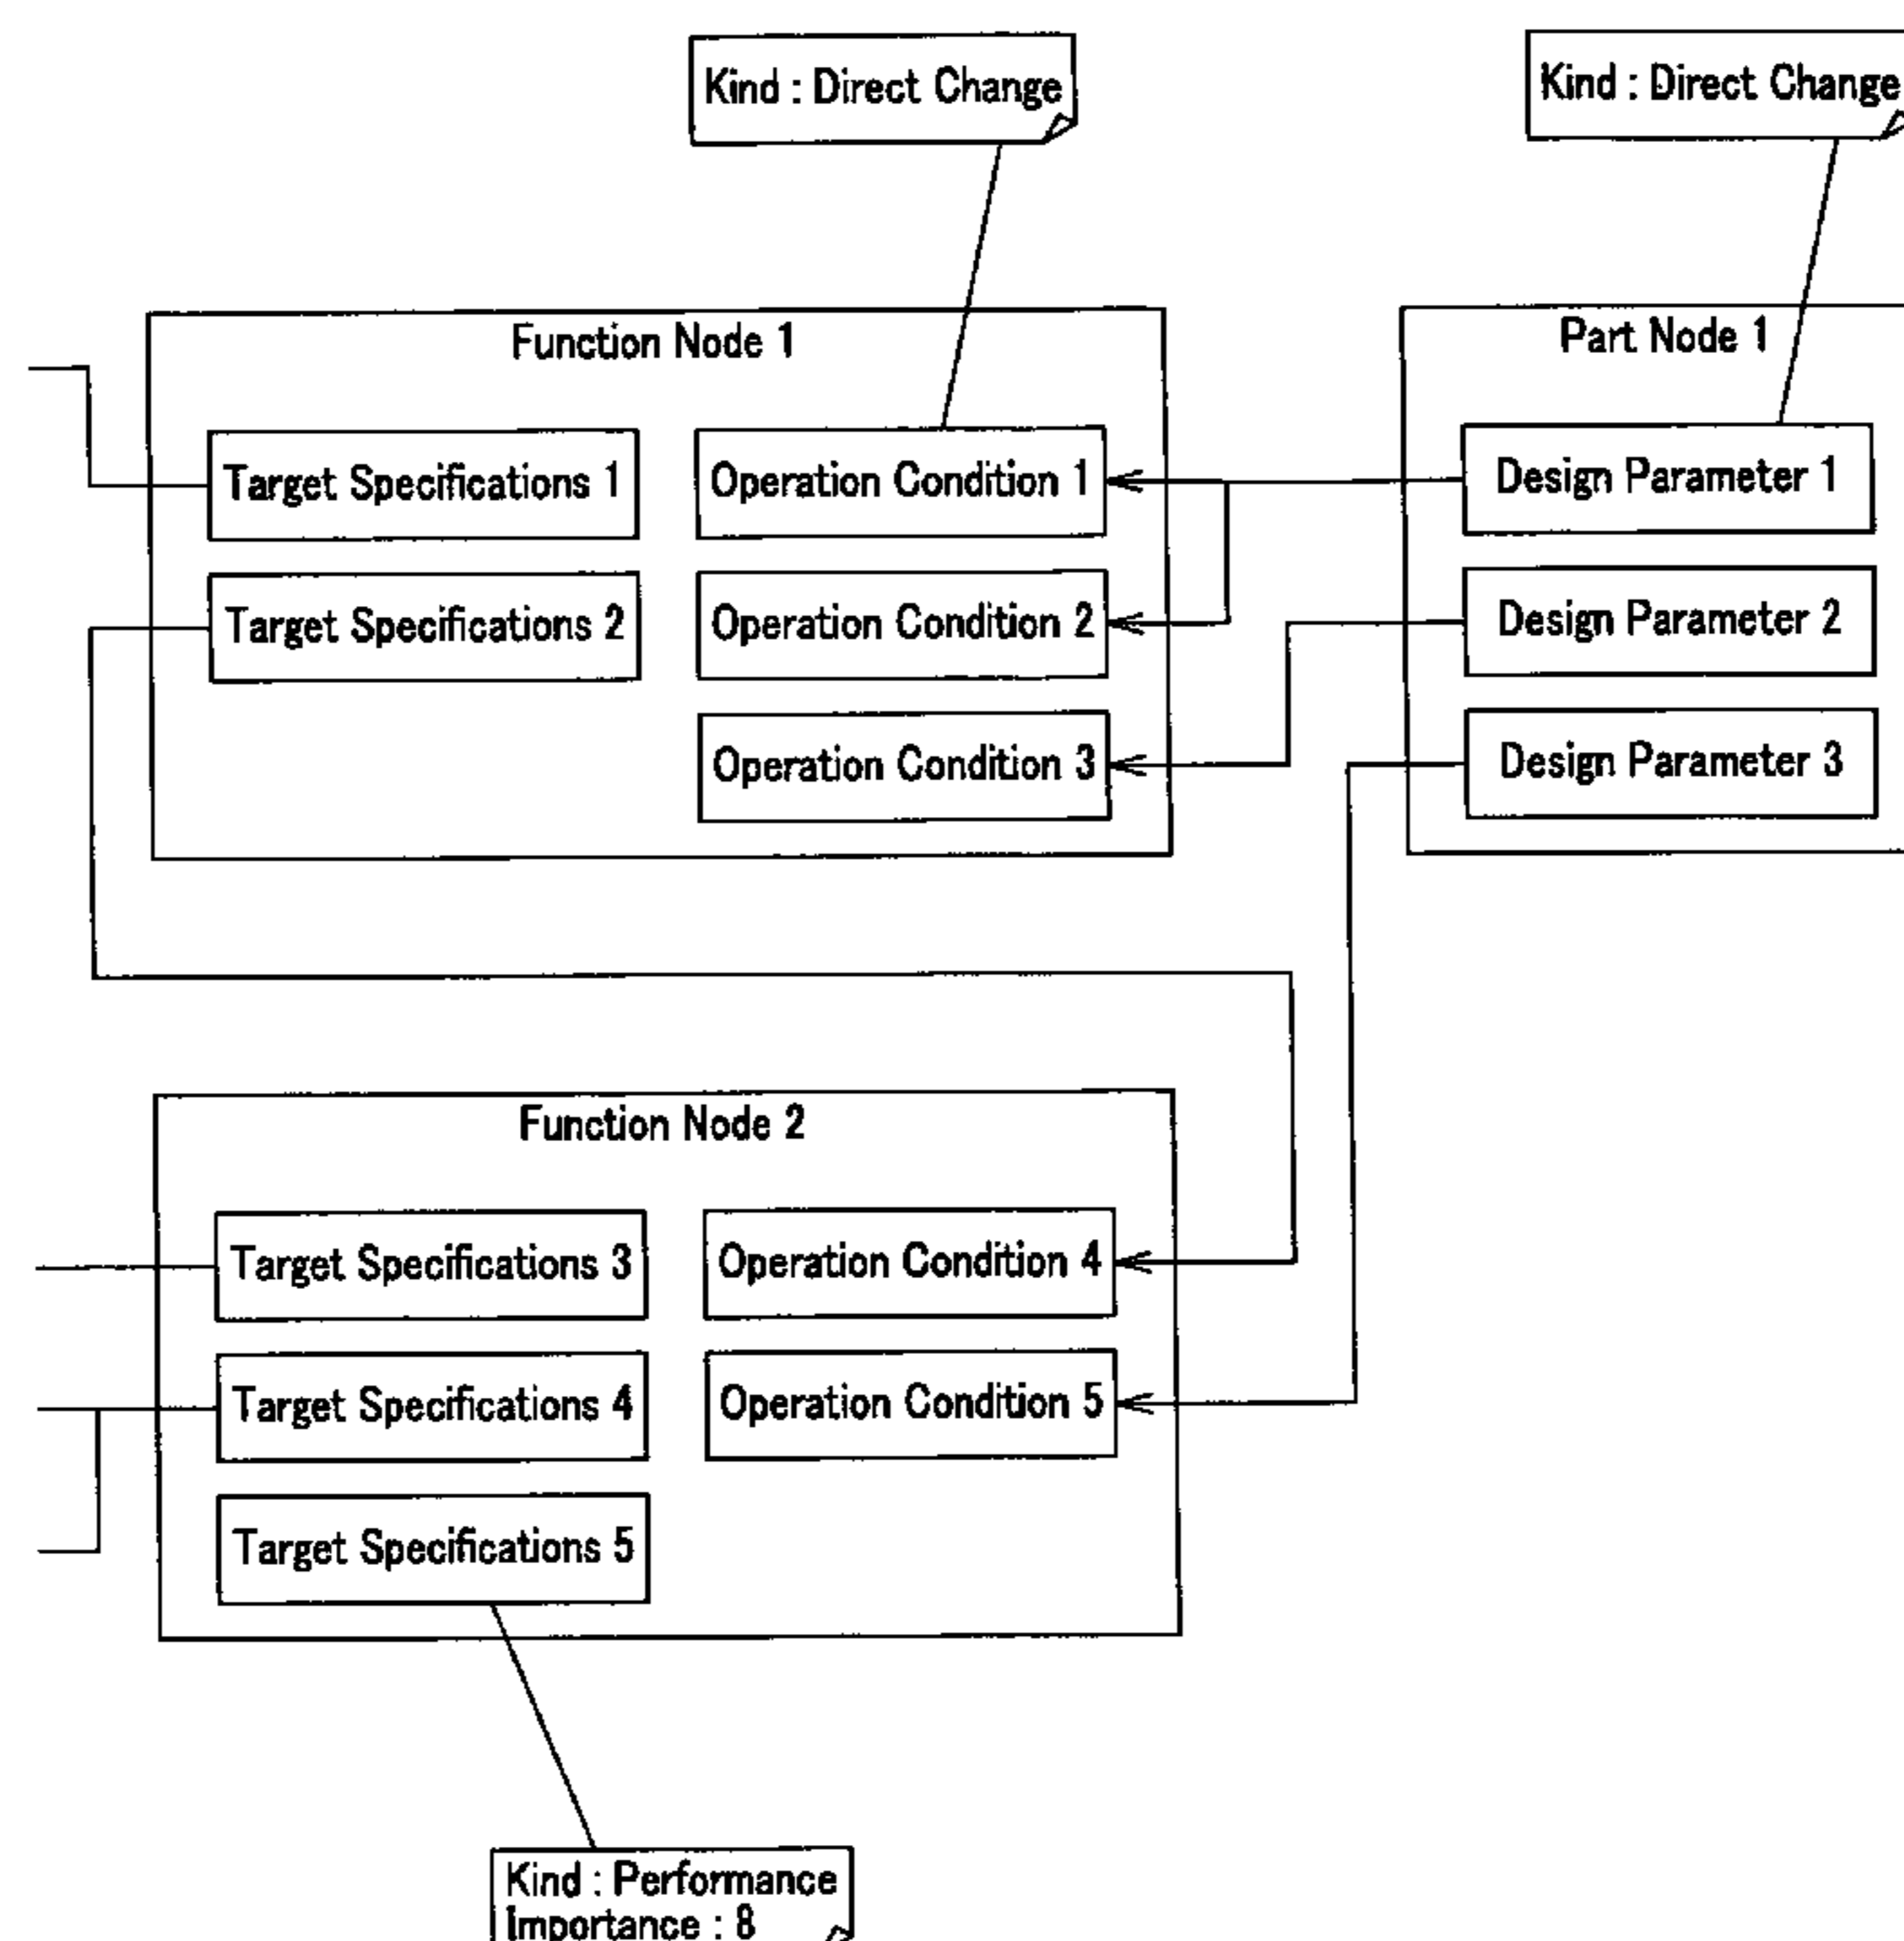 Kind : Direct Change
Kind : Direct Change
Function Node 1
Part Node 1
Target Specifications 1
Operation Condition 1
Design Parameter 1
Target Specifications 2
Operation Condition 2
Design Parameter 2
Operation Condition 3
Design Parameter 3
Function Node 2
Target Specifications 3
Operation Condition 4
Target Specifications 4
Operation Condition 5
Target Specifications 5
Kind : Performance
Importance : 8